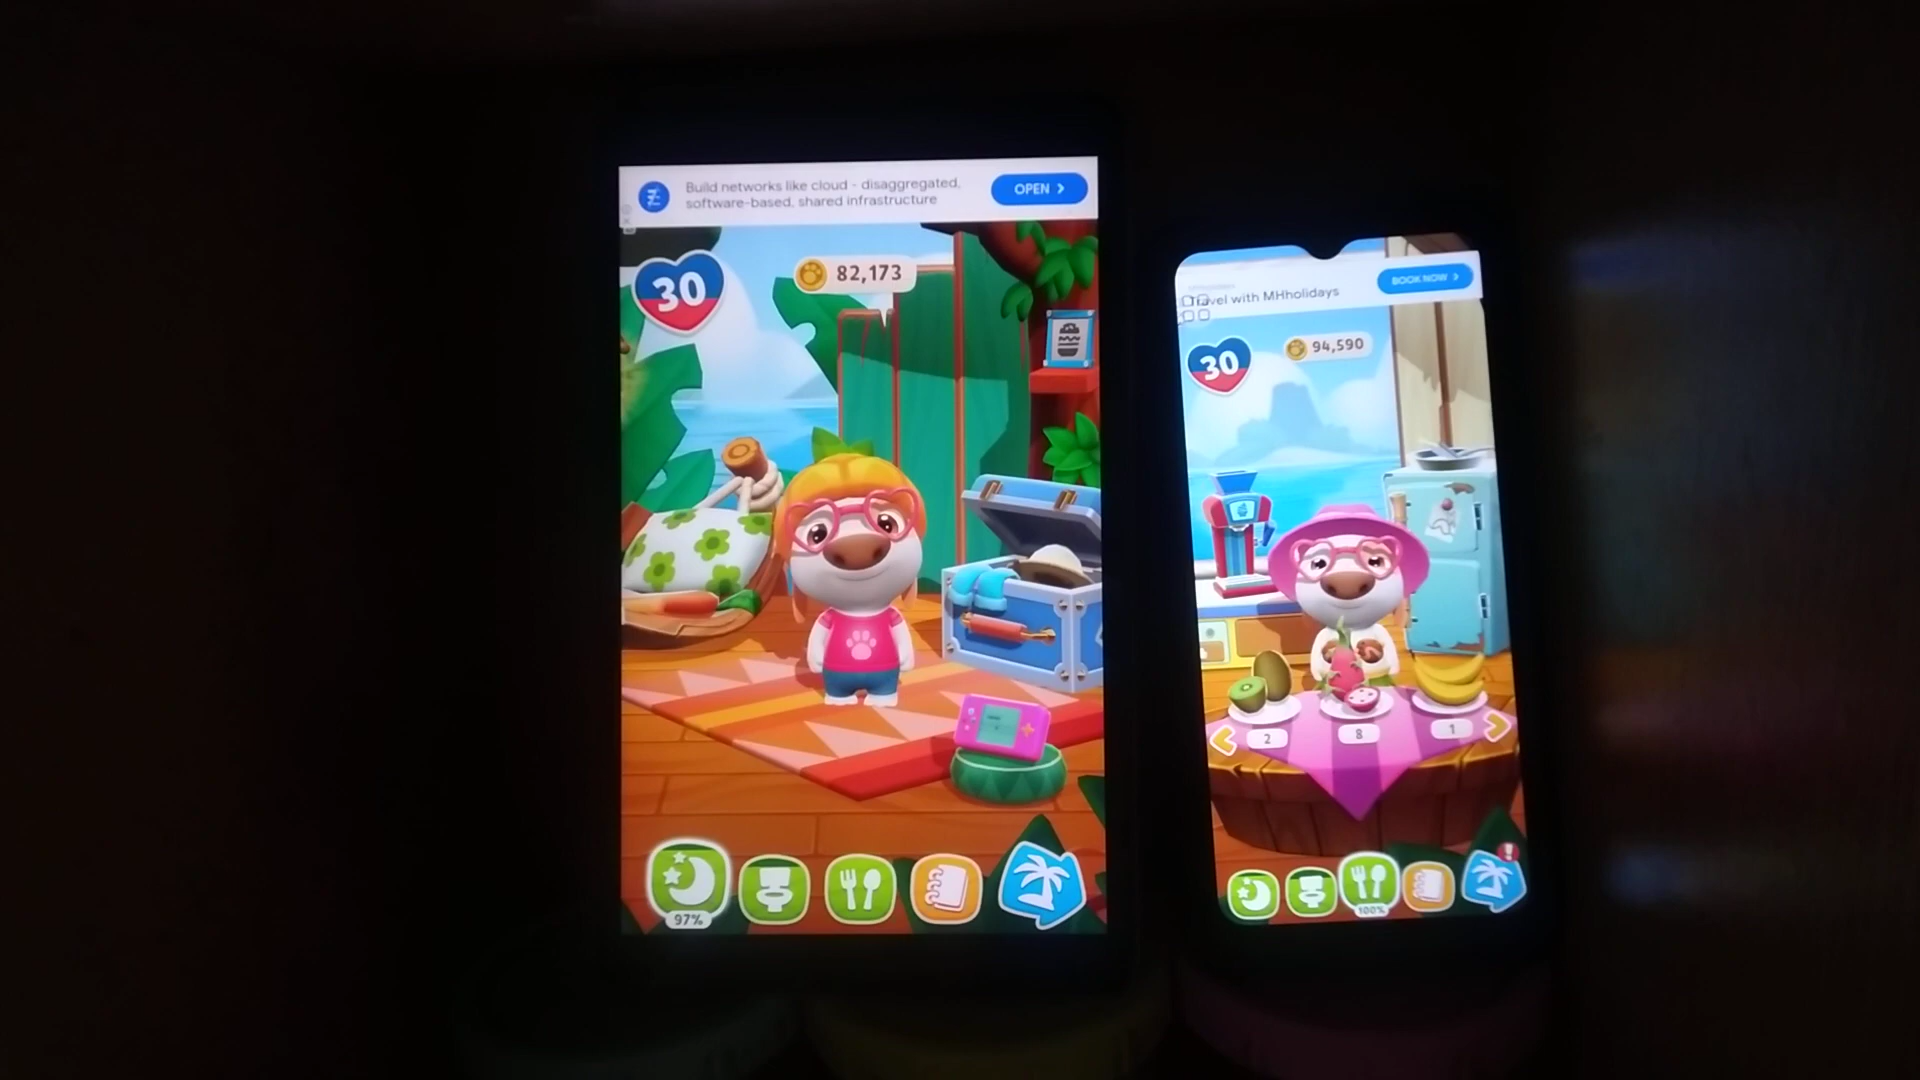 Build networks like cloud - disaggregated,
software-based, shared infrastructure
OPEN
30
82,173
97%
BOOK NOW
Travel with MHholidays
30
94,590
2
8
1
100%